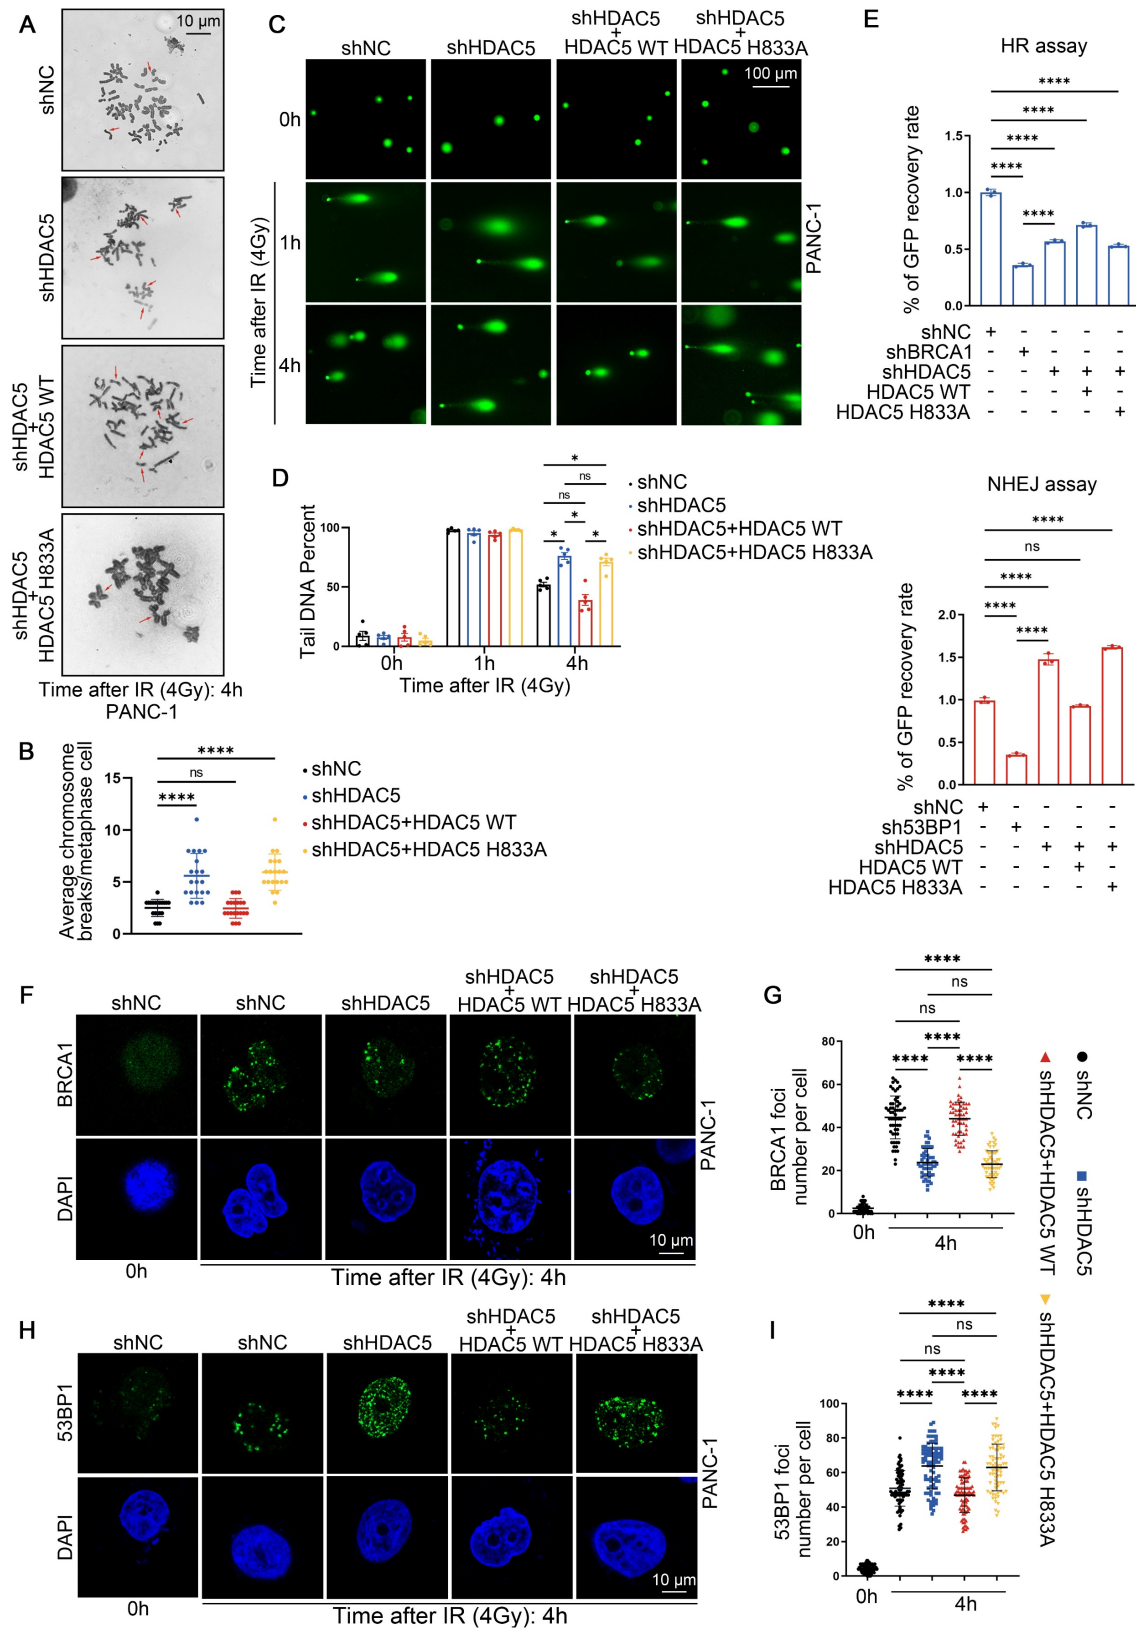 A
10 µm
shNC
shHDAC5
shHDAC5
+
HDAC5 WT
shHDAC5
+
HDAC5 H833A
Time after IR (4Gy): 4h
PANC-1
B
Average chromosome
breaks/metaphase cell
15
10
5
0
****
ns
****
shNC
shHDAC5
shHDAC5+HDAC5 WT
shHDAC5+HDAC5 H833A
C
shNC
shHDAC5
shHDAC5
+
HDAC5 WT
shHDAC5
+
HDAC5 H833A
100 µm
0h
1h
4h
Time after IR (4Gy)
PANC-1
D
Tail DNA Percent
100
50
0
0h
1h
4h
Time after IR (4Gy)
*
ns
ns
*
*
*
shNC
shHDAC5
shHDAC5+HDAC5 WT
shHDAC5+HDAC5 H833A
E
HR assay
****
****
****
****
****
% of GFP recovery rate
1.5
1.0
0.5
0.0
shNC + - - - -
shBRCA1 - + - - -
shHDAC5 - - + + +
HDAC5 WT - - - + -
HDAC5 H833A - - - - +
NHEJ assay
****
ns
****
****
****
% of GFP recovery rate
2.0
1.5
1.0
0.5
0.0
shNC + - - - -
sh53BP1 - + - - -
shHDAC5 - - + + +
HDAC5 WT - - - + -
HDAC5 H833A - - - - +
F
shNC
shNC
shHDAC5
shHDAC5
+
HDAC5 WT
shHDAC5
+
HDAC5 H833A
BRCA1
DAPI
PANC-1
10 µm
0h
Time after IR (4Gy): 4h
G
BRCA1 foci
number per cell
80
60
40
20
0
****
ns
ns
****
****
****
0h
4h
shNC
shHDAC5
shHDAC5+HDAC5 WT
shHDAC5+HDAC5 H833A
H
shNC
shNC
shHDAC5
shHDAC5
+
HDAC5 WT
shHDAC5
+
HDAC5 H833A
53BP1
DAPI
PANC-1
10 µm
0h
Time after IR (4Gy): 4h
I
53BP1 foci
number per cell
100
80
60
40
20
0
****
ns
ns
****
****
****
0h
4h